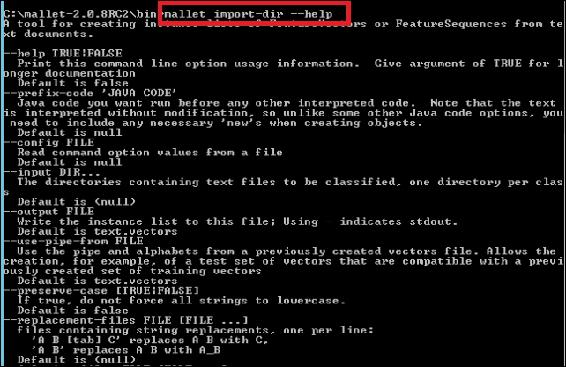 C:\mallet-2.0.8RC2\bin>mallet import-dir --help
A tool for creating instance lists of FeatureVectors or FeatureSequences from te
xt documents.
--help TRUE|FALSE
Print this command line option usage information. Give argument of TRUE for l
onger documentation
Default is false
--prefix-code 'JAVA CODE'
Java code you want run before any other interpreted code. Note that the text
is interpreted without modification, so unlike some other Java code options, you
need to include any necessary 'new's when creating objects.
Default is null
--config FILE
Read command option values from a file
Default is null
--input DIR...
The directories containing text files to be classified, one directory per clas
s
Default is (null)
--output FILE
Write the instance list to this file; Using - indicates stdout.
Default is text.vectors
--use-pipe-from FILE
Use the pipe and alphabets from a previously created vectors file. Allows the
creation, for example, of a test set of vectors that are compatible with a previ
ously created set of training vectors
Default is text.vectors
--preserve-case [TRUE|FALSE]
If true, do not force all strings to lowercase.
Default is false
--replacement-files FILE [FILE ...]
files containing string replacements, one per line:
'A B [tab] C' replaces A B with C,
'A B' replaces A B with A_B
Default is (null)